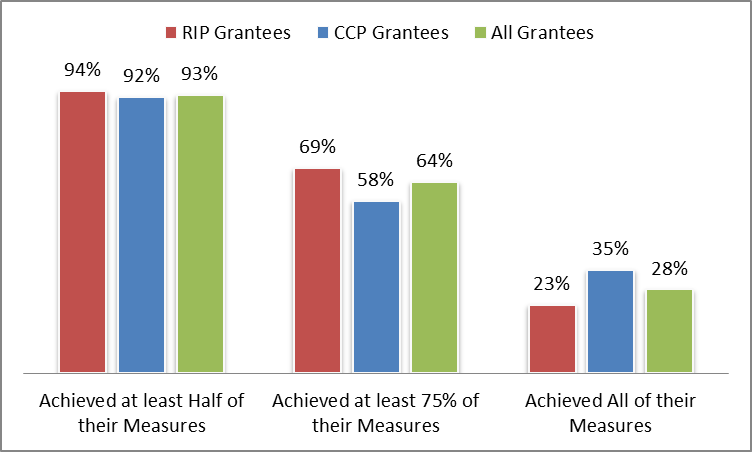 RIP Grantees CCP Grantees All Grantees
94% 92% 93%
69% 58% 64%
23% 35% 28%
Achieved at least Half of
their Measures
Achieved at least 75% of
their Measures
Achieved All of their
Measures